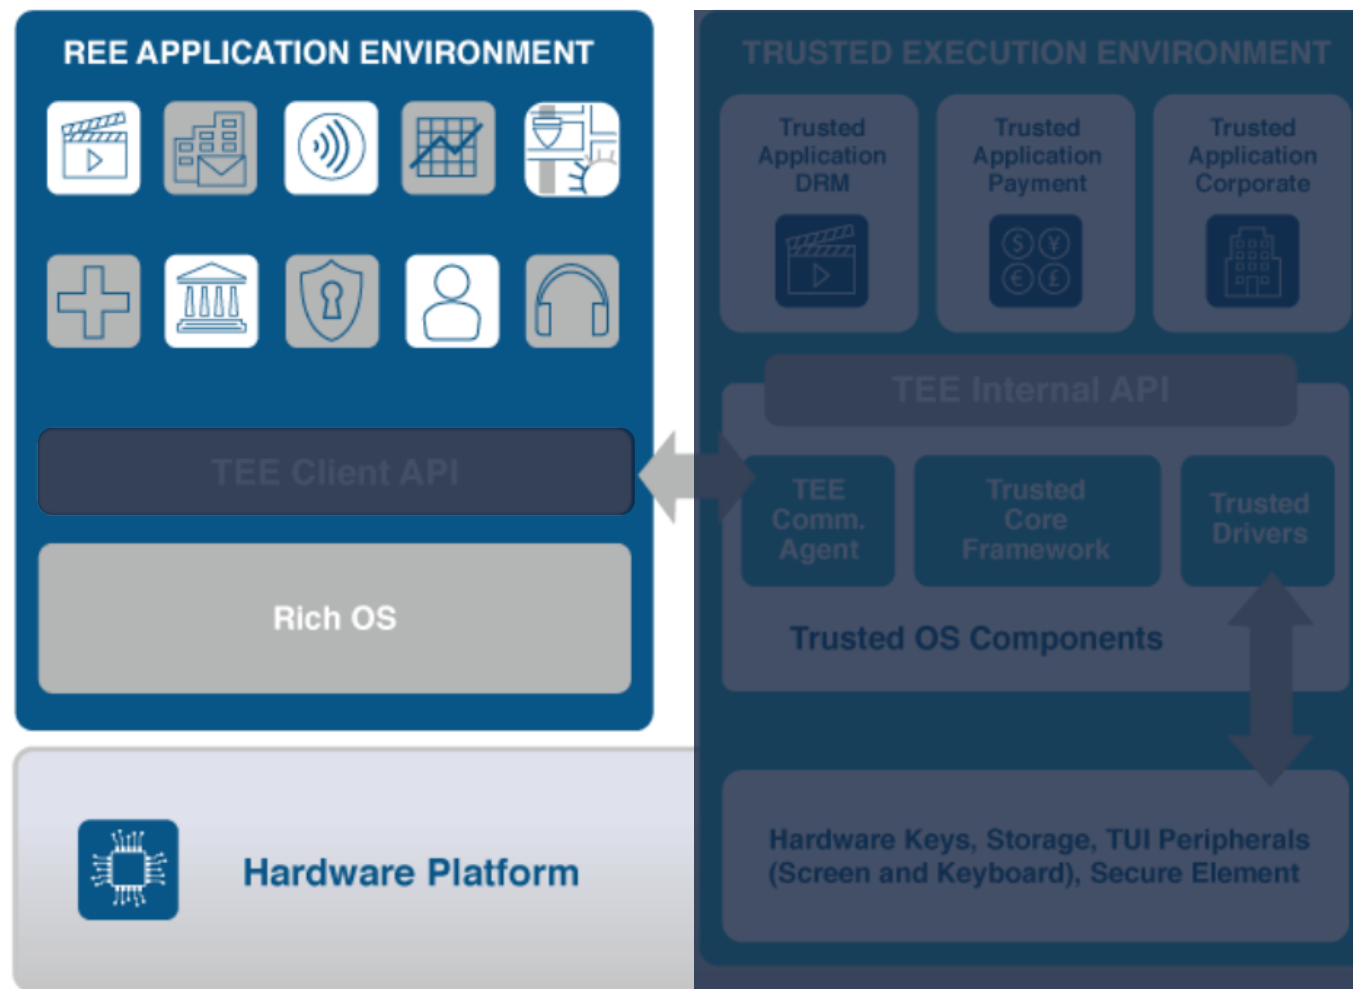 REE APPLICATION ENVIRONMENT
TEE Client API
Rich OS
Hardware Platform
TRUSTED EXECUTION ENVIRONMENT
Trusted
Application
DRM
Trusted
Application
Payment
$ ¥
€ £
Trusted
Application
Corporate
TEE Internal API
TEE
Comm.
Agent
Trusted
Core
Framework
Trusted
Drivers
Trusted OS Components
Hardware Keys, Storage, TUI Peripherals
(Screen and Keyboard), Secure Element